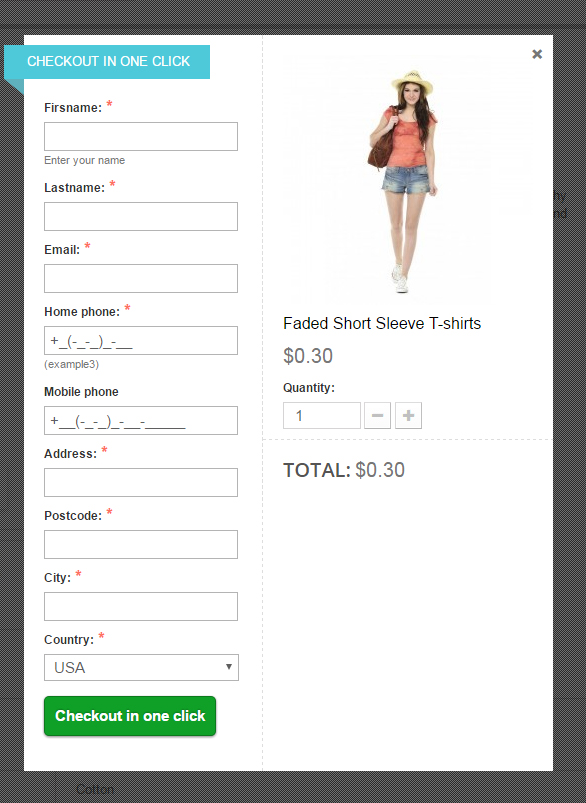 CHECKOUT IN ONE CLICK
Firsname: *
Enter your name
Lastname: *
Email: *
Home phone: *
+_(-_-_)_-__
(example3)
Mobile phone
+__(-_-_)_-__-_____
Address: *
Postcode: *
City: *
Country: *
USA
Checkout in one click
Faded Short Sleeve T-shirts
$0.30
Quantity:
1
TOTAL: $0.30
hy
nd
Cotton